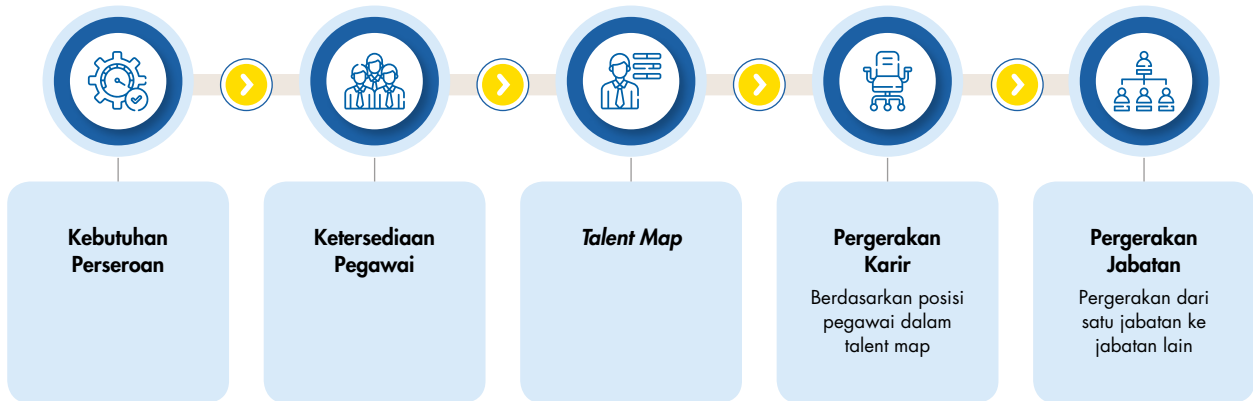 Kebutuhan
Perseroan
Ketersediaan
Pegawai
Talent Map
Pergerakan
Karir
Berdasarkan posisi
pegawai dalam
talent map
Pergerakan
Jabatan
Pergerakan dari
satu jabatan ke
jabatan lain